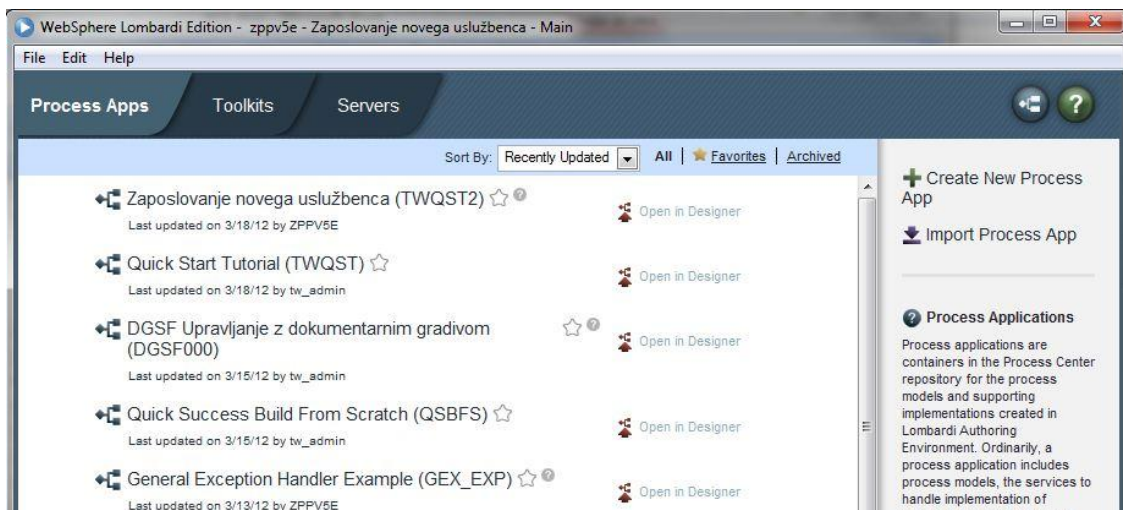 WebSphere Lombardi Edition - zppv5e - Zaposlovanje novega uslužbenca - Main
File Edit Help
Process Apps Toolkits Servers
Sort By: Recently Updated All | Favorites | Archived
Zaposlovanje novega uslužbenca (TWQST2)
Open in Designer
Last updated on 3/18/12 by ZPPV5E
Quick Start Tutorial (TWQST)
Open in Designer
Last updated on 3/18/12 by tw_admin
DGSF Upravljanje z dokumentarnim gradivom
(DGSF000)
Open in Designer
Last updated on 3/15/12 by tw_admin
Quick Success Build From Scratch (QSBFS)
Open in Designer
Last updated on 3/15/12 by tw_admin
General Exception Handler Example (GEX_EXP)
Open in Designer
Last updated on 3/13/12 by ZPPV5E
Create New Process
App
Import Process App
Process Applications
Process applications are
containers in the Process Center
repository for the process
models and supporting
implementations created in
Lombardi Authoring
Environment. Ordinarily, a
process application includes
process models, the services to
handle implementation of